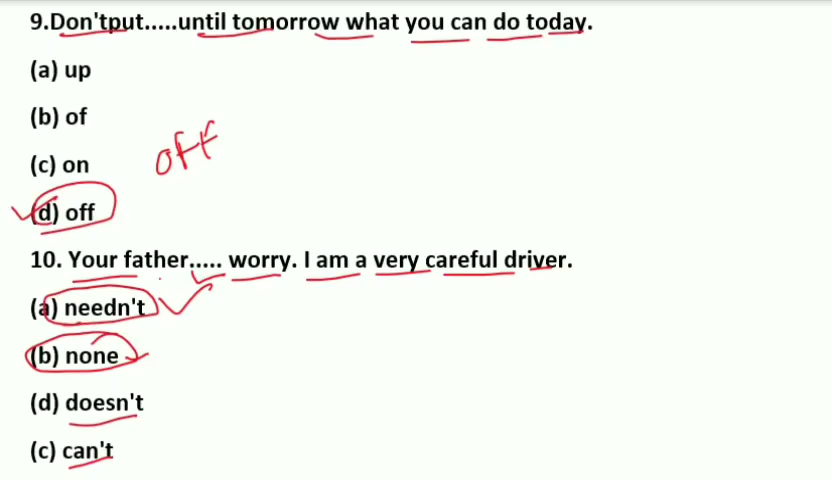 9.Don'tput.....until tomorrow what you can do today.
(a) up
(b) of
(c) on
off
(d) off
10. Your father..... worry. I am a very careful driver.
(a) needn't
(b) none
(d) doesn't
(c) can't